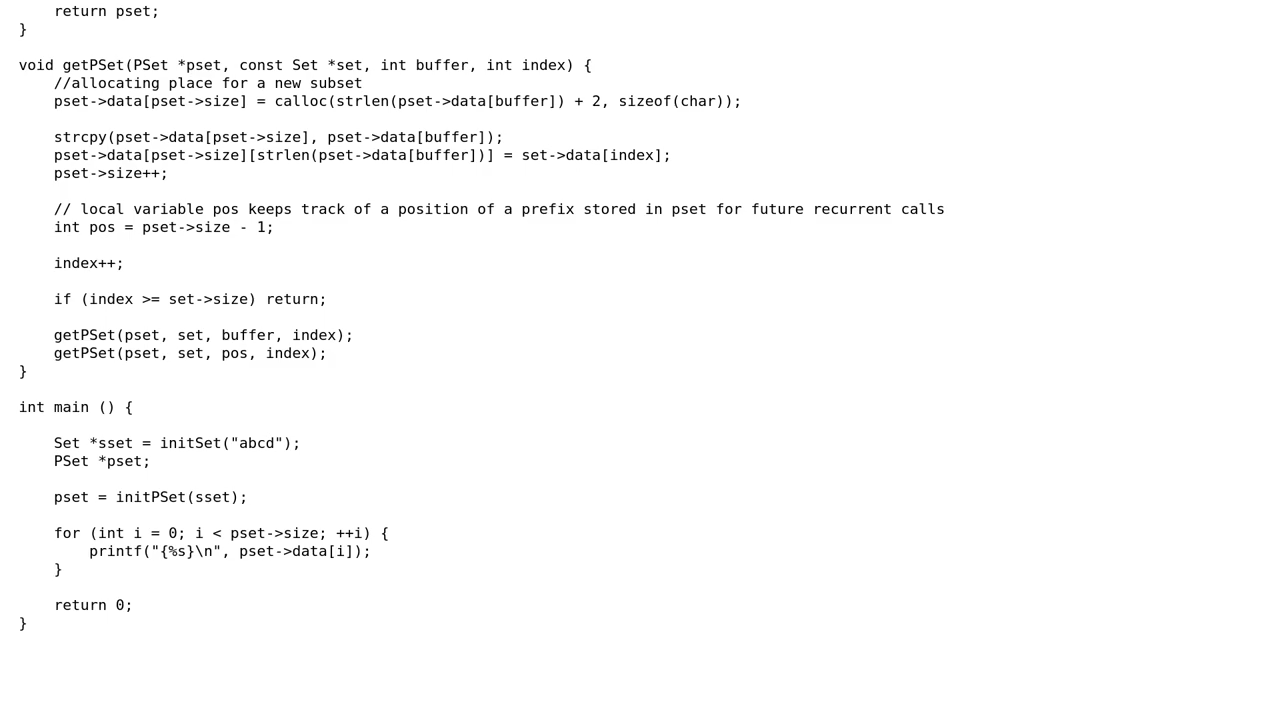 return pset;
}
void getPSet(PSet *pset, const Set *set, int buffer, int index) {
    //allocating place for a new subset
    pset->data[pset->size] = calloc(strlen(pset->data[buffer]) + 2, sizeof(char));
    strcpy(pset->data[pset->size], pset->data[buffer]);
    pset->data[pset->size][strlen(pset->data[buffer])] = set->data[index];
    pset->size++;
    // local variable pos keeps track of a position of a prefix stored in pset for future recurrent calls
    int pos = pset->size - 1;
    index++;
    if (index >= set->size) return;
    getPSet(pset, set, buffer, index);
    getPSet(pset, set, pos, index);
}
int main () {
    Set *sset = initSet("abcd");
    PSet *pset;
    pset = initPSet(sset);
    for (int i = 0; i < pset->size; ++i) {
        printf("{%s}\n", pset->data[i]);
    }
    return 0;
}